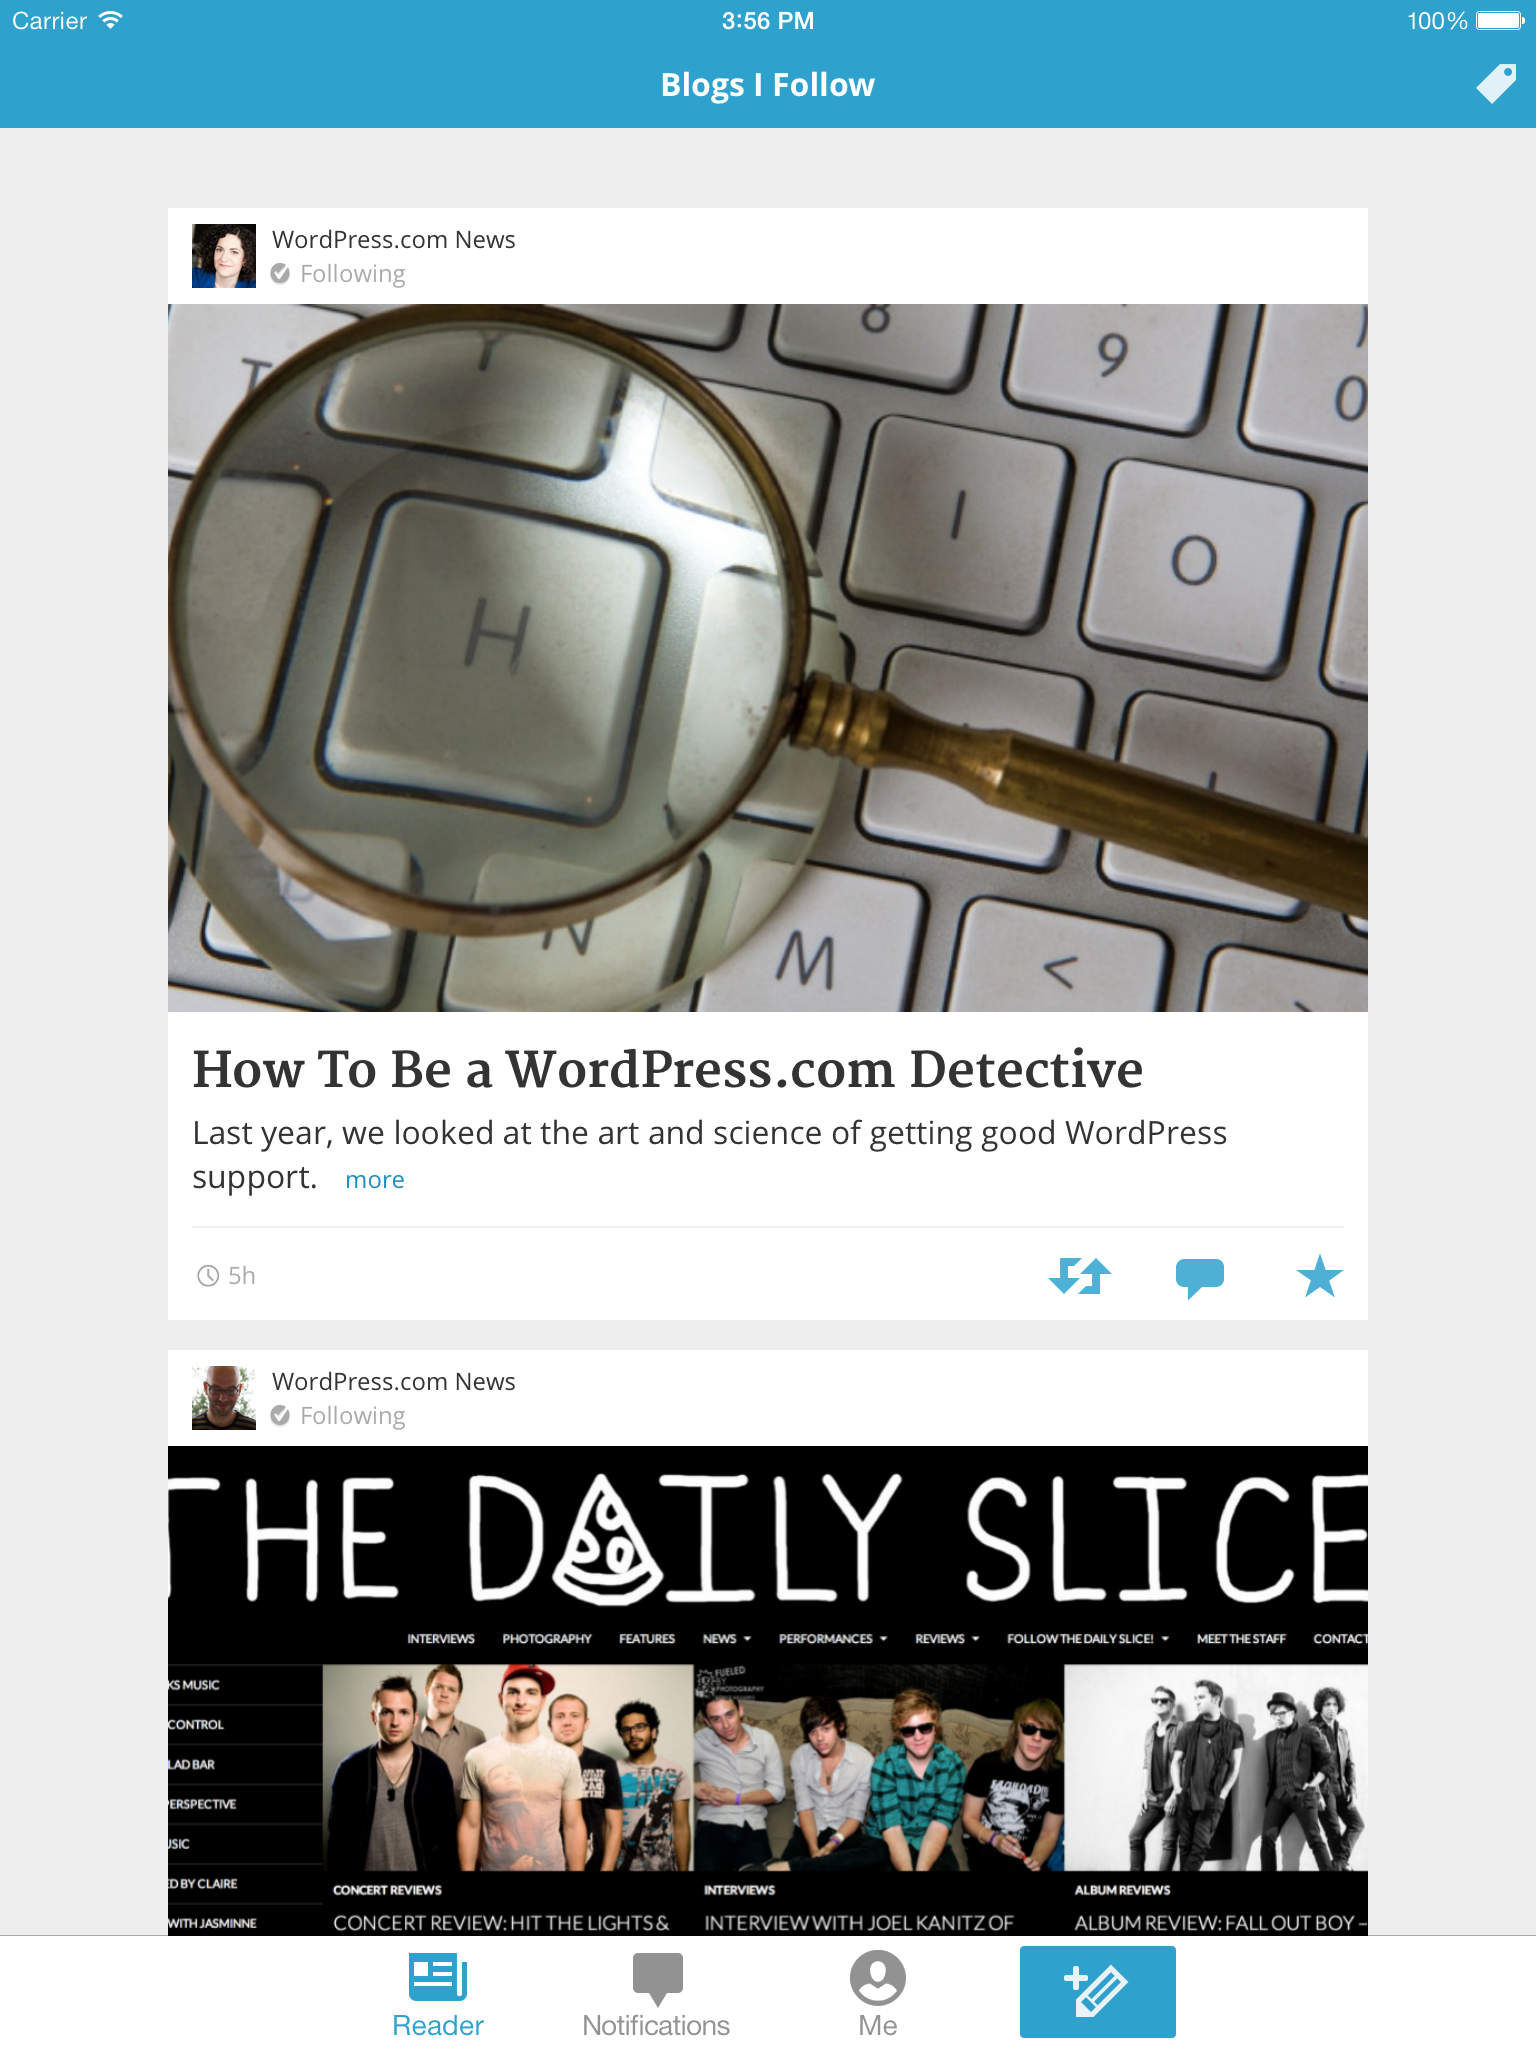 Carrier 3:56 PM 100%
Blogs I Follow
WordPress.com News
Following
T Y 8 9 ) 0
H I O
N M <
How To Be a WordPress.com Detective
Last year, we looked at the art and science of getting good WordPress
support. more
5h
WordPress.com News
Following
THE DAILY SLICE
INTERVIEWS PHOTOGRAPHY FEATURES NEWS PERFORMANCES REVIEWS FOLLOW THE DAILY SLICE! MEET THE STAFF CONTACT
KS MUSIC
CONTROL
LAD BAR
ERSPECTIVE
USIC
ED BY CLAIRE
WITH JASMINNE
FUELED
BY
PHOTOGRAPHY
CONCERT REVIEWS INTERVIEWS ALBUM REVIEWS
CONCERT REVIEW: HIT THE LIGHTS & INTERVIEW WITH JOEL KANITZ OF ALBUM REVIEW: FALL OUT BOY –
Reader Notifications Me